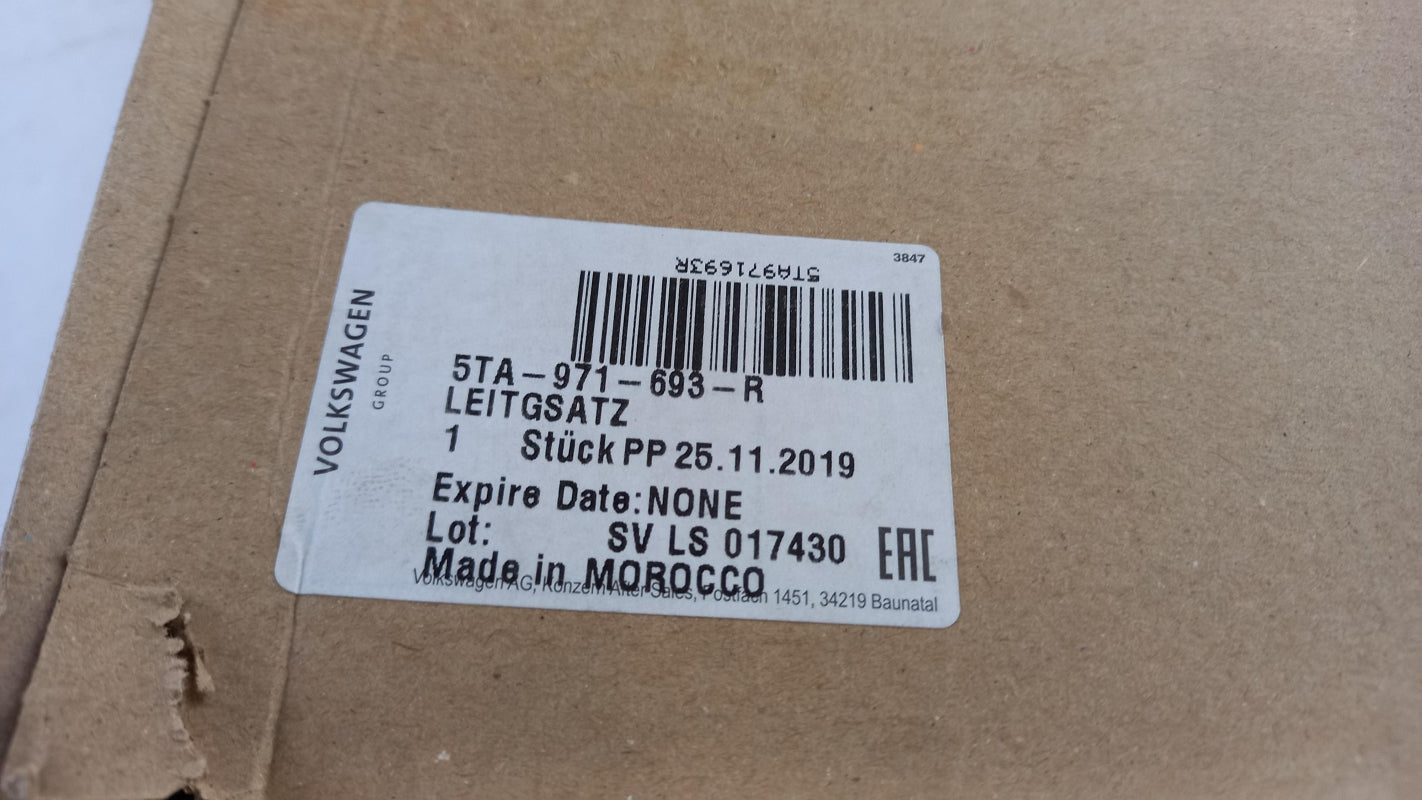 3847
5TA971693R
VOLKSWAGEN
GROUP
5TA-971-693-R
LEITGSATZ
1 Stück PP 25.11.2019
Expire Date:NONE
Lot: SV LS 017430
EAC
Made in MOROCCO
Volkswagen AG, Konzern After Sales, Postfach 1451, 34219 Baunatal